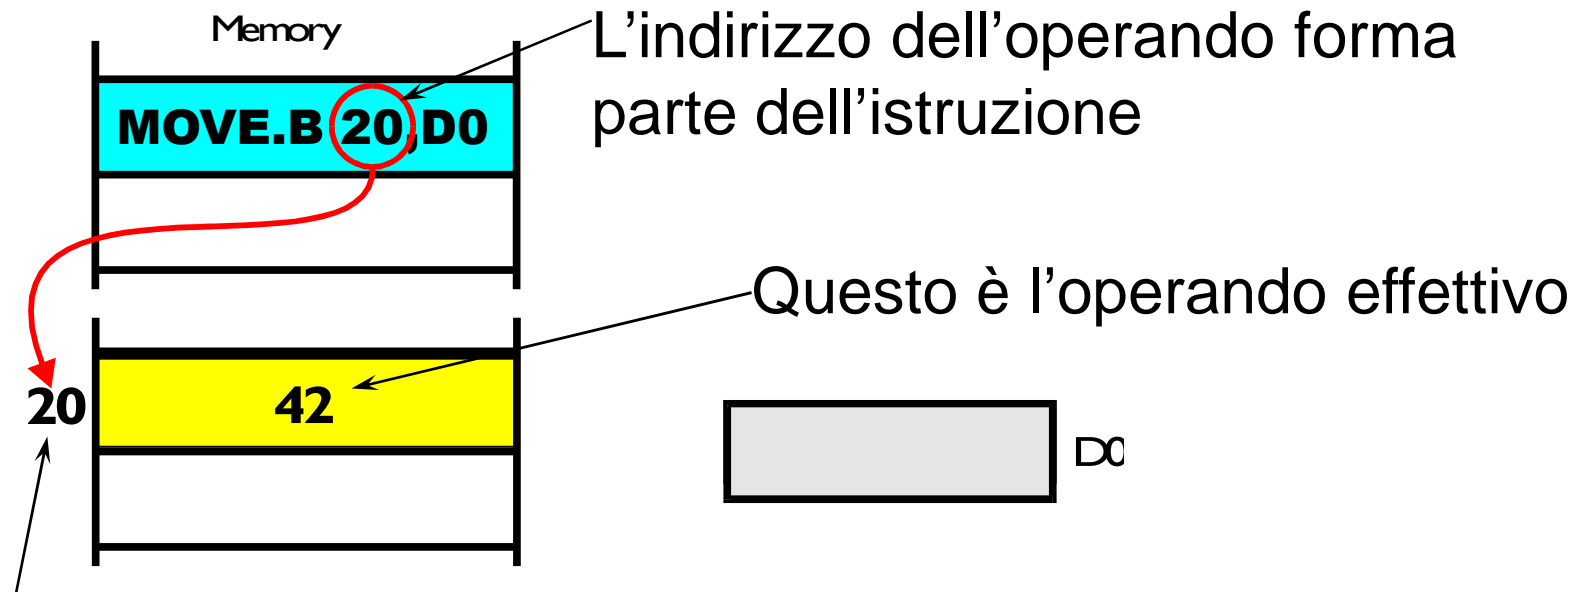 Memory
L'indirizzo dell'operando forma
parte dell'istruzione
MOVE.B 20,D0
Questo è l'operando effettivo
20
42
D0